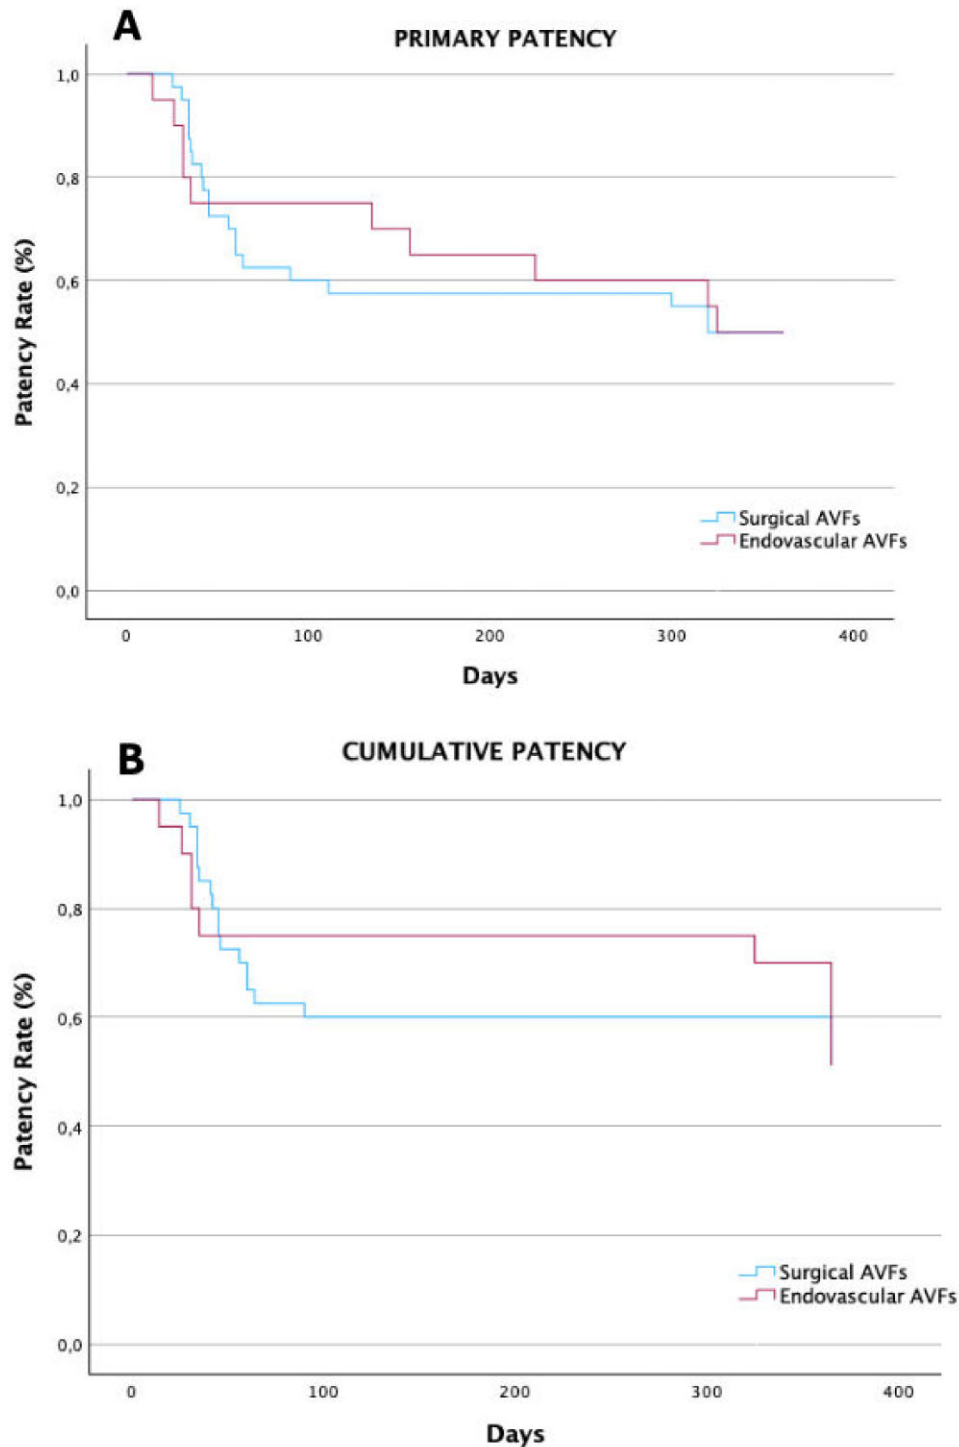 A
PRIMARY PATENCY
1,0
0,8
0,6
0,4
0,2
0,0
Patency Rate (%)
Surgical AVFs
Endovascular AVFs
0 100 200 300 400
Days
B
CUMULATIVE PATENCY
1,0
0,8
0,6
0,4
0,2
0,0
Patency Rate (%)
Surgical AVFs
Endovascular AVFs
0 100 200 300 400
Days